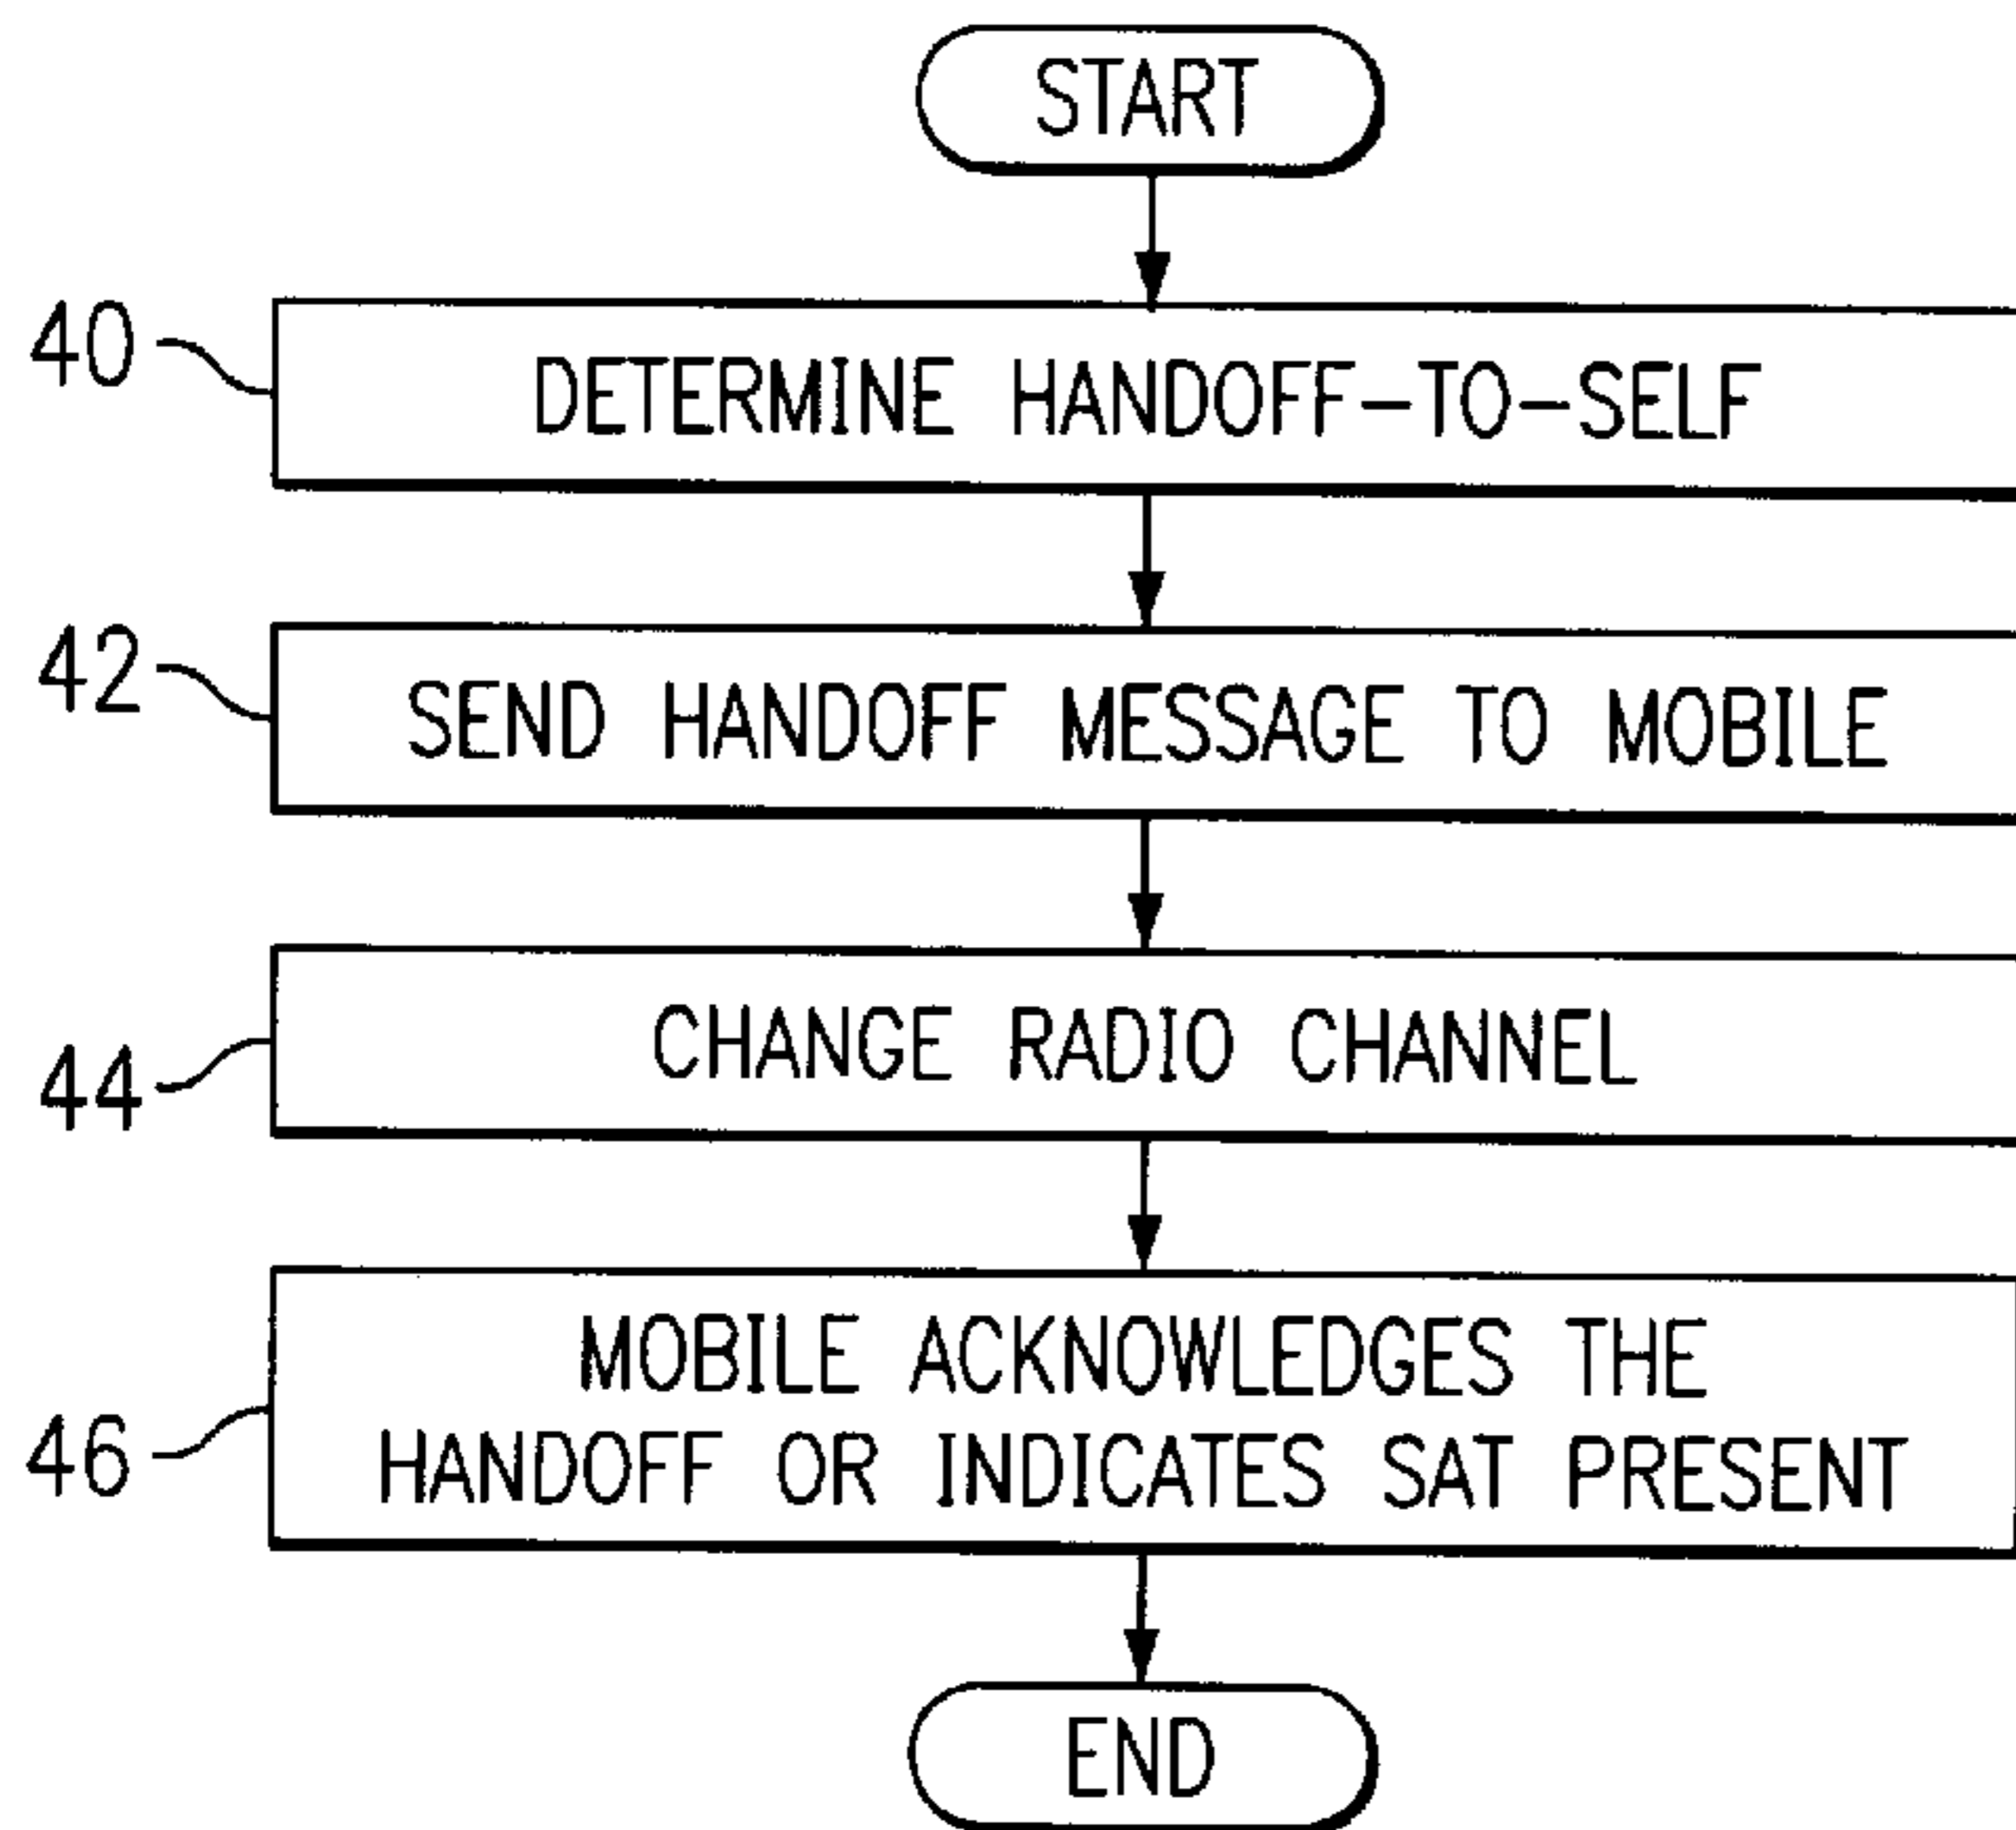 START
40
DETERMINE HANDOFF-TO-SELF
42
SEND HANDOFF MESSAGE TO MOBILE
44
CHANGE RADIO CHANNEL
46
MOBILE ACKNOWLEDGES THE
HANDOFF OR INDICATES SAT PRESENT
END